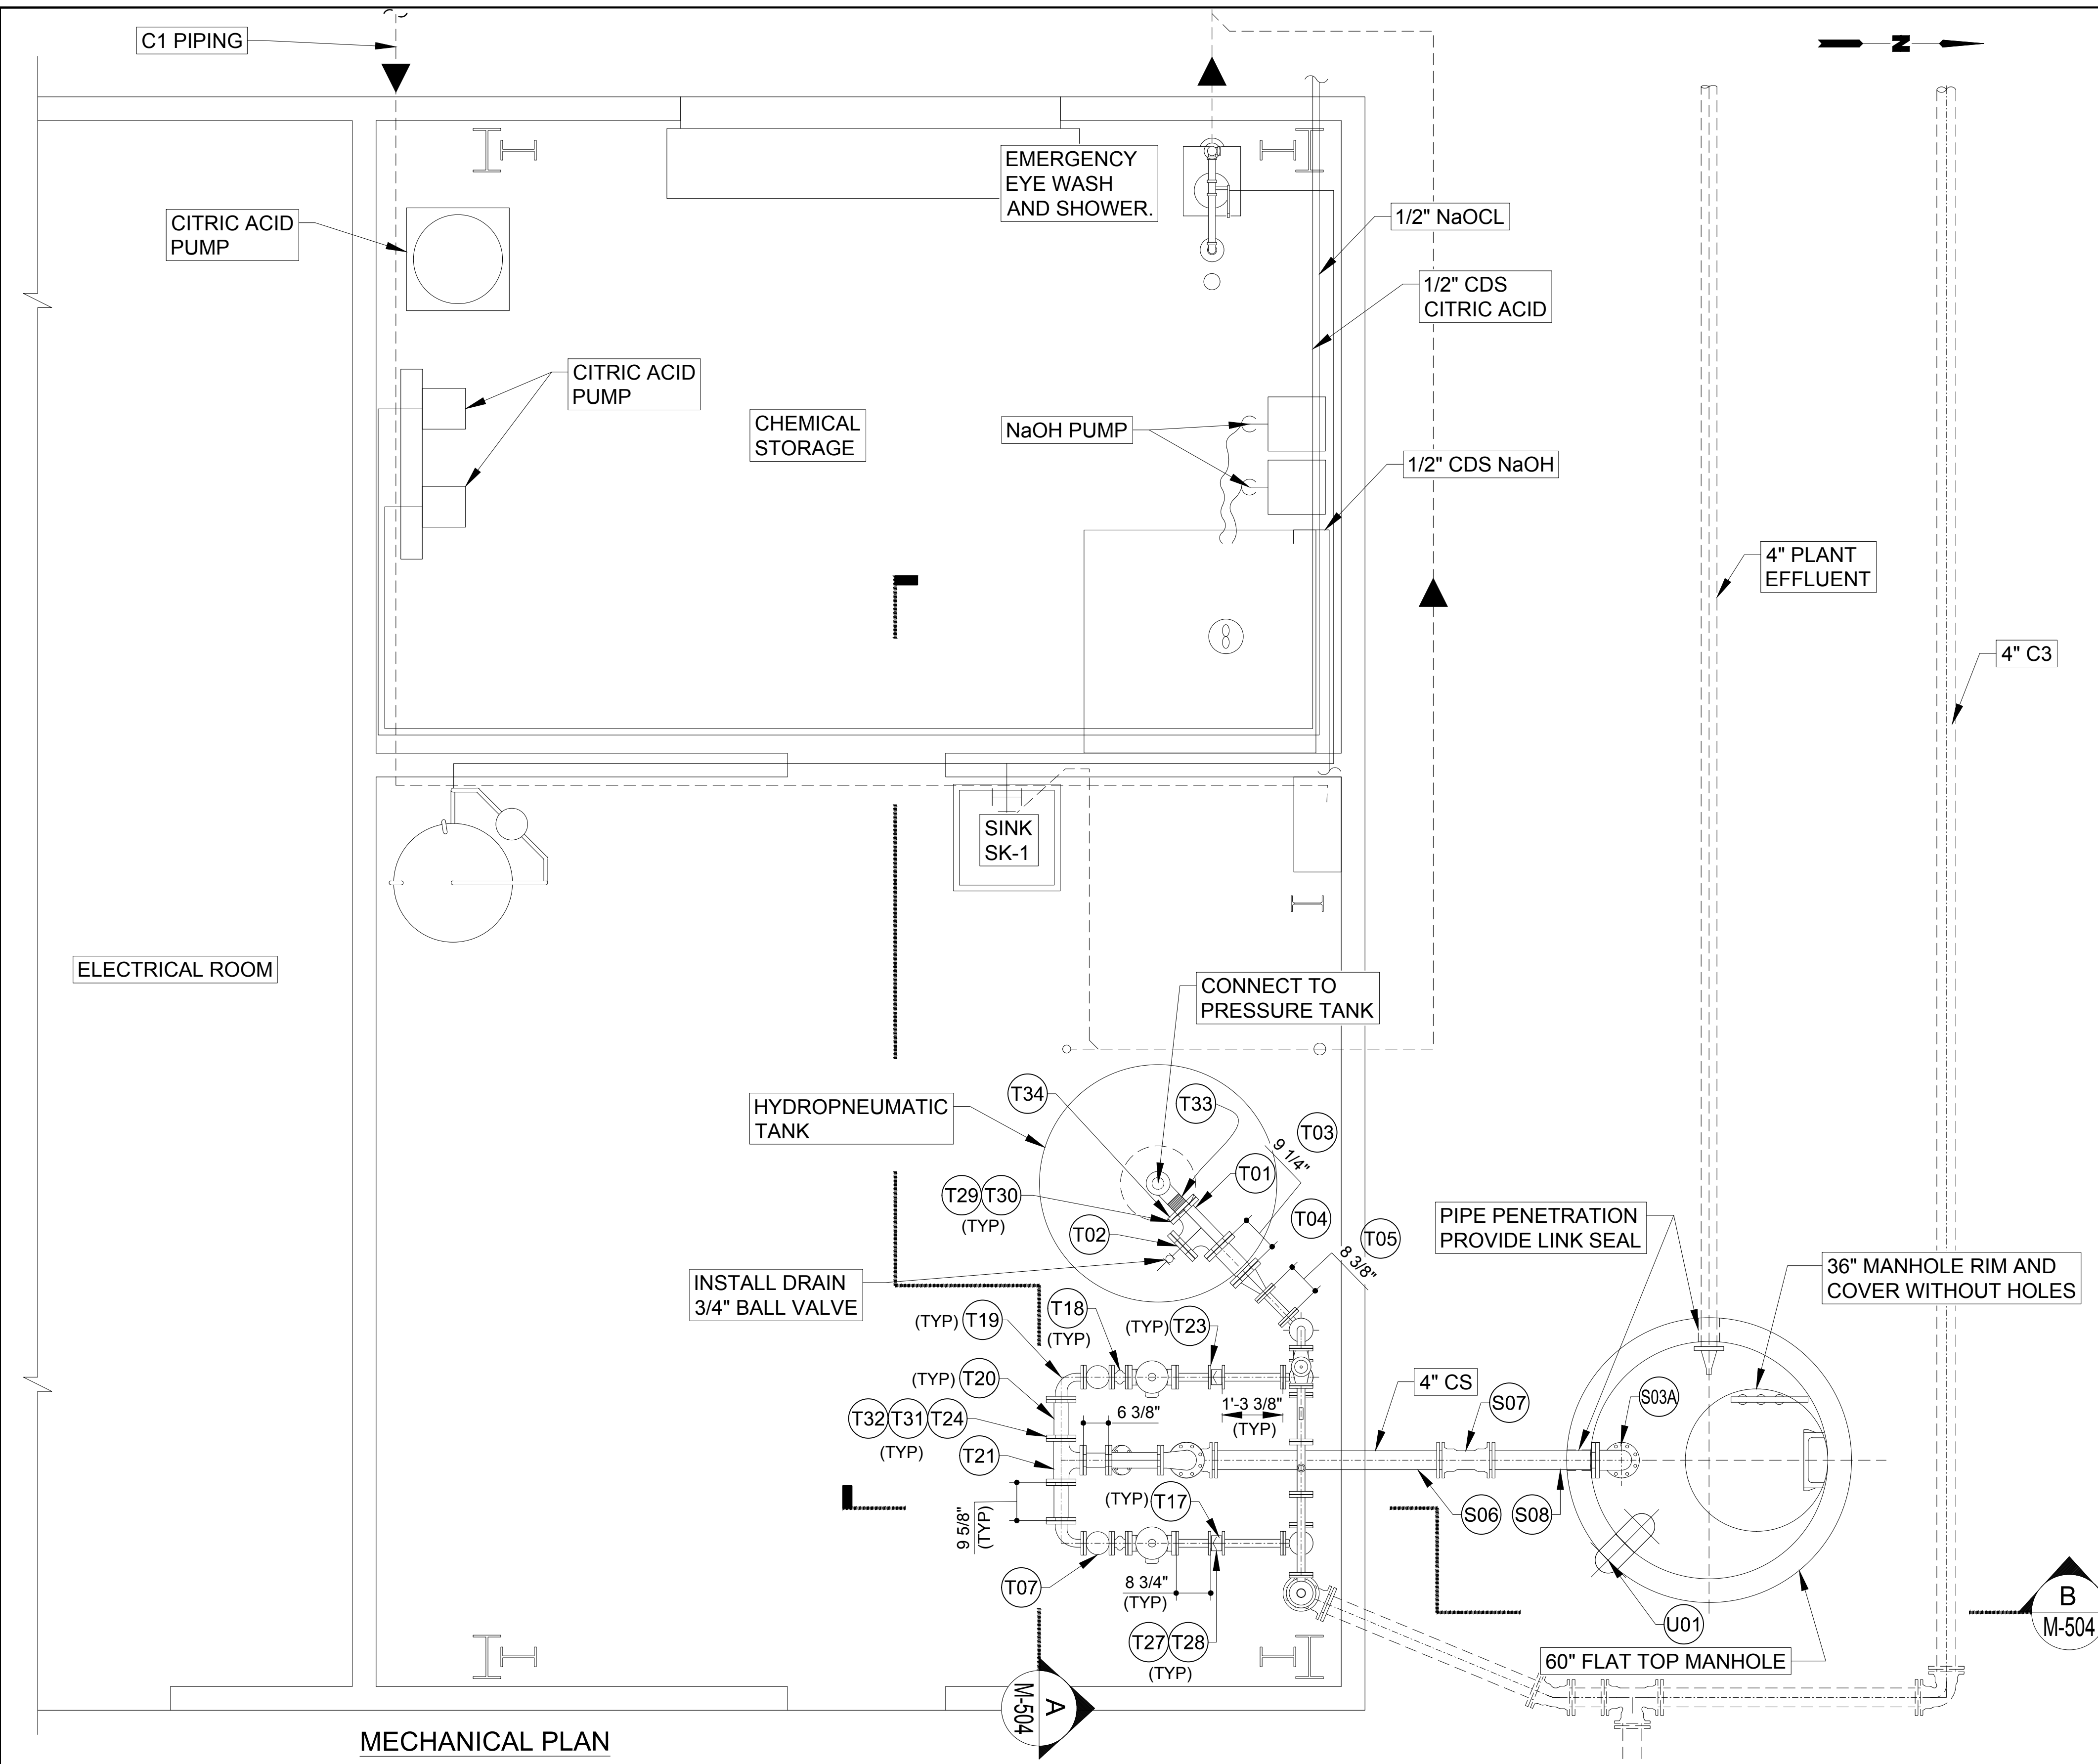 C1 PIPING
N
EMERGENCY
EYE WASH
AND SHOWER.
CITRIC ACID
PUMP
1/2" NaOCL
1/2" CDS
CITRIC ACID
CITRIC ACID
PUMP
CHEMICAL
STORAGE
NaOH PUMP
1/2" CDS NaOH
4" PLANT
EFFLUENT
4" C3
SINK
SK-1
ELECTRICAL ROOM
CONNECT TO
PRESSURE TANK
HYDROPNEUMATIC
TANK
T34
T33
T03
9 1/4"
T01
T29 T30
(TYP)
T02
T04
T05
8 3/8"
PIPE PENETRATION
PROVIDE LINK SEAL
36" MANHOLE RIM AND
COVER WITHOUT HOLES
INSTALL DRAIN
3/4" BALL VALVE
(TYP) T19
T18
(TYP)
(TYP) T23
(TYP) T20
4" CS
S07
S03A
T32 T31 T24
(TYP)
6 3/8"
1'-3 3/8"
(TYP)
T21
(TYP) T17
S06
S08
9 5/8"
(TYP)
T07
8 3/4"
(TYP)
T27 T28
(TYP)
U01
60" FLAT TOP MANHOLE
B
M-504
A
M-504
MECHANICAL PLAN